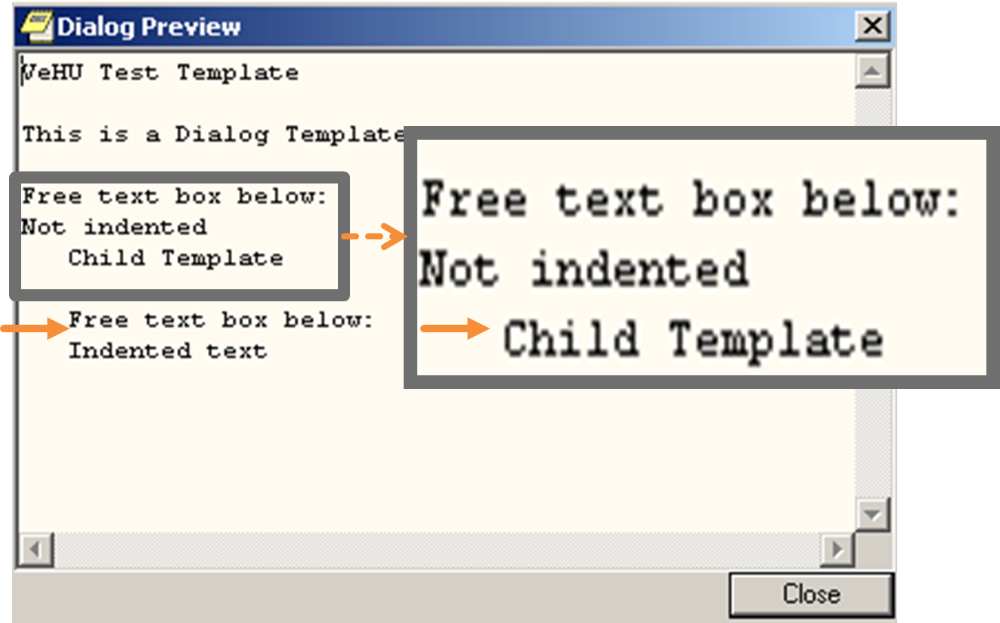 Dialog Preview
VeHU Test Template
This is a Dialog Template
Free text box below:
Not indented
Child Template
Free text box below:
Indented text
Free text box below:
Not indented
Child Template
Close